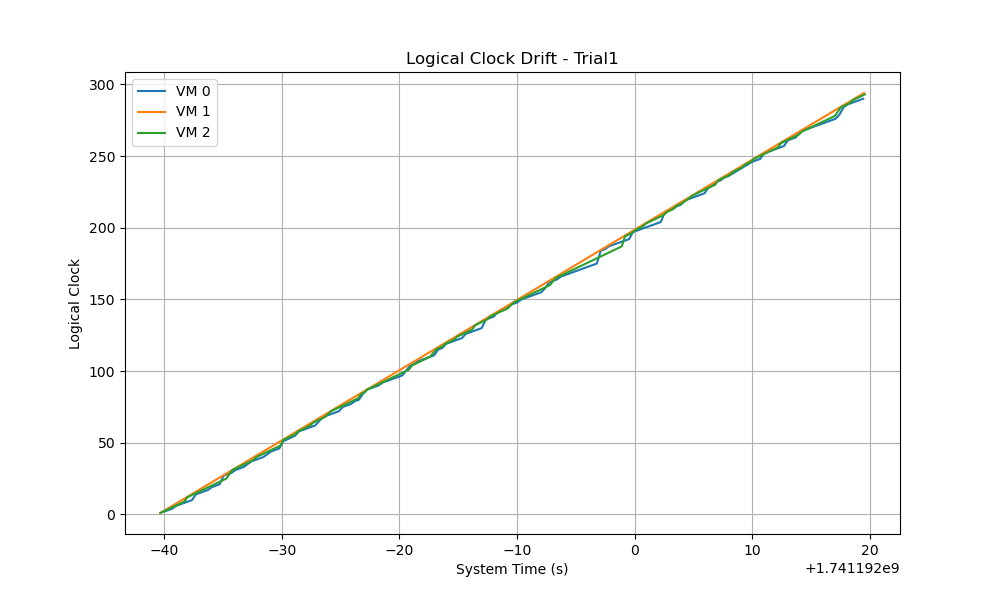 Logical Clock Drift - Trial1
VM 0
VM 1
VM 2
Logical Clock
300
250
200
150
100
50
0
−40
−30
−20
−10
0
10
20
System Time (s)
+1.741192e9